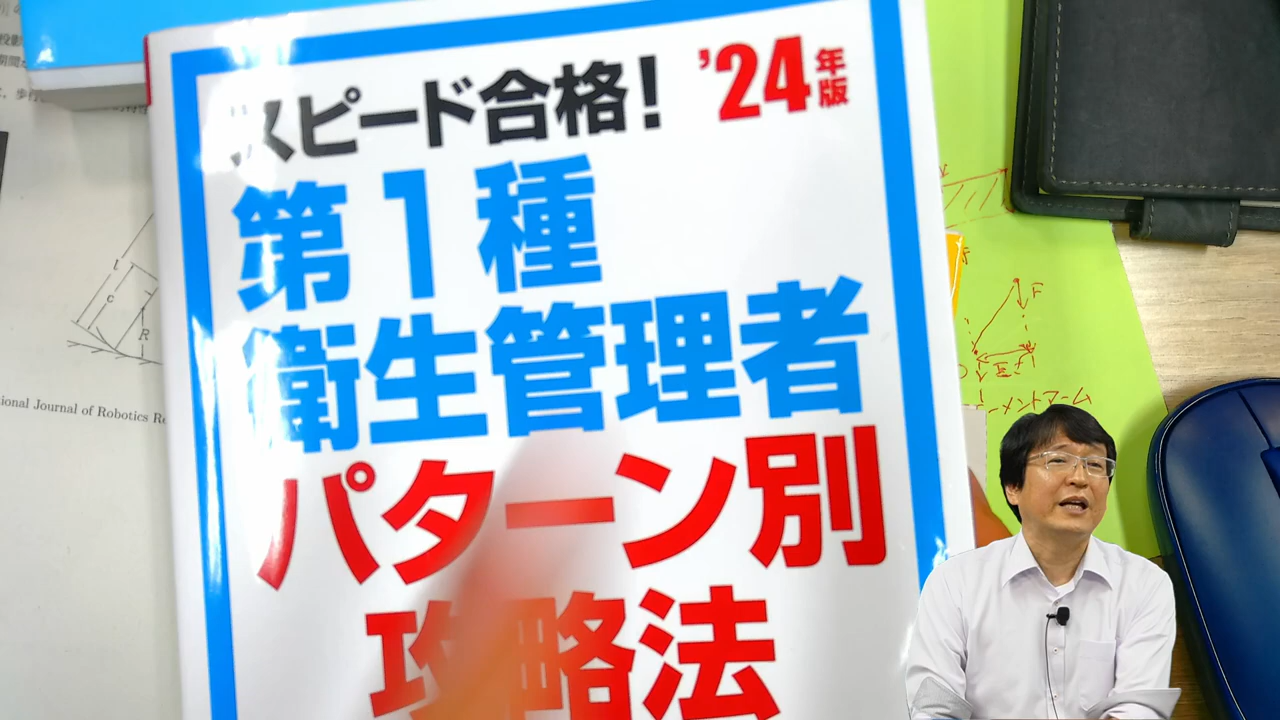 スピード合格! '24年版
第1種
衛生管理者
パターン別
攻略法
ional Journal of Robotics Re
l
c
R
F
ーメントアーム